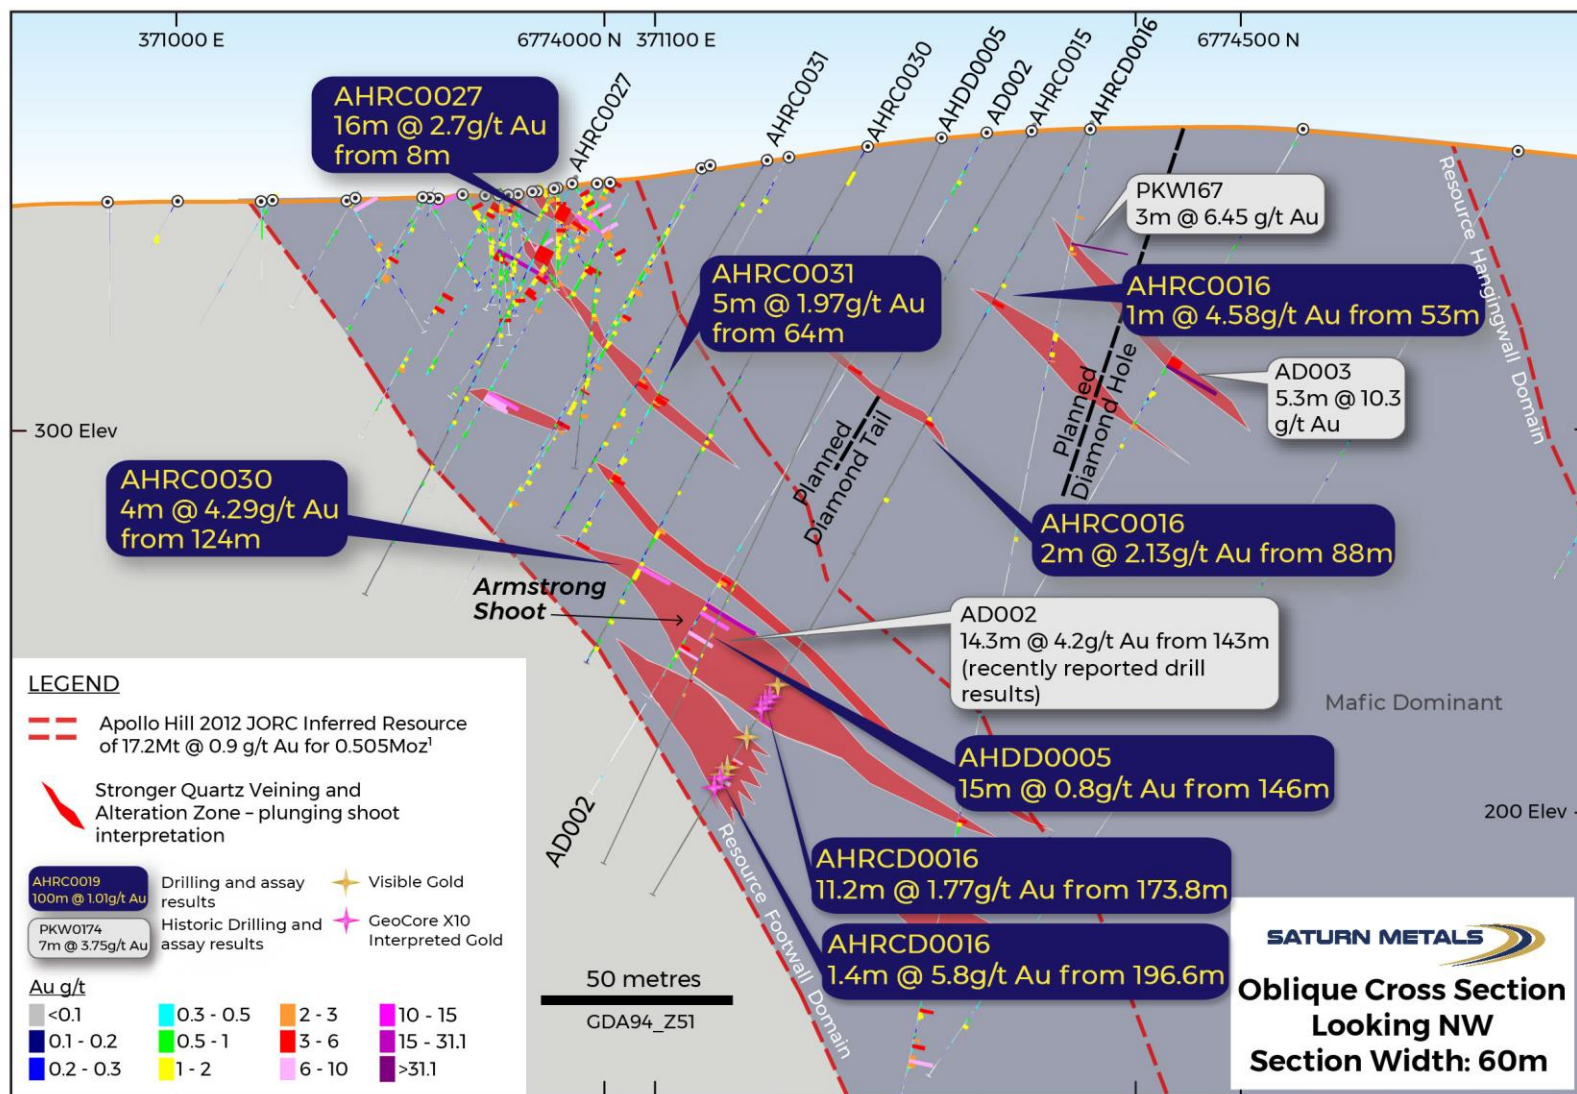 371000 E
6774000 N
371100 E
6774500 N
AHRC0027
16m @ 2.7g/t Au
from 8m
AHRC0027
AHRC0031
AHRC0030
AHDD0005
AD002
AHRC0015
AHRCD0016
PKW167
3m @ 6.45 g/t Au
Resource Hangingwall Domain
AHRC0031
5m @ 1.97g/t Au
from 64m
AHRC0016
1m @ 4.58g/t Au from 53m
AD003
5.3m @ 10.3
g/t Au
300 Elev
Planned
Diamond Tail
Planned
Diamond Hole
AHRC0030
4m @ 4.29g/t Au
from 124m
AHRC0016
2m @ 2.13g/t Au from 88m
Armstrong
Shoot
AD002
14.3m @ 4.2g/t Au from 143m
(recently reported drill
results)
Mafic Dominant
AHDD0005
15m @ 0.8g/t Au from 146m
200 Elev
AD002
Resource Footwall Domain
AHRCD0016
11.2m @ 1.77g/t Au from 173.8m
AHRCD0016
1.4m @ 5.8g/t Au from 196.6m
LEGEND
Apollo Hill 2012 JORC Inferred Resource
of 17.2Mt @ 0.9 g/t Au for 0.505Moz¹
Stronger Quartz Veining and
Alteration Zone – plunging shoot
interpretation
AHRC0019
100m @ 1.01g/t Au
Drilling and assay
results
Visible Gold
PKW0174
7m @ 3.75g/t Au
Historic Drilling and
assay results
GeoCore X10
Interpreted Gold
Au g/t
<0.1
0.3 - 0.5
2 - 3
10 - 15
0.1 - 0.2
0.5 - 1
3 - 6
15 - 31.1
0.2 - 0.3
1 - 2
6 - 10
>31.1
50 metres
GDA94_Z51
SATURN METALS
Oblique Cross Section
Looking NW
Section Width: 60m